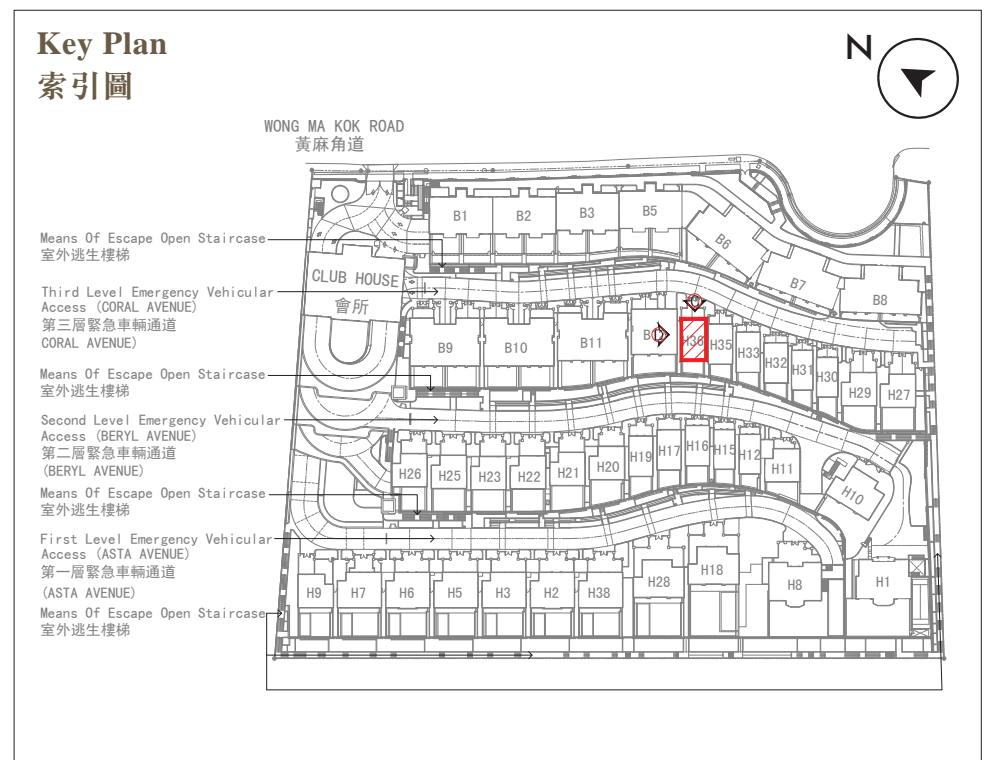 Key Plan
索引圖
N
WONG MA KOK ROAD
黃麻角道
B1
B2
B3
B5
B6
B7
B8
Means Of Escape Open Staircase
室外逃生樓梯
CLUB HOUSE
會所
Third Level Emergency Vehicular
Access (CORAL AVENUE)
第三層緊急車輛通道
CORAL AVENUE)
B9
B10
B11
H36
H35
H33
H32
H31
H30
H29
H27
Means Of Escape Open Staircase
室外逃生樓梯
Second Level Emergency Vehicular
Access (BERYL AVENUE)
第二層緊急車輛通道
(BERYL AVENUE)
H26
H25
H23
H22
H21
H20
H19
H17
H16
H15
H12
H11
H10
Means Of Escape Open Staircase
室外逃生樓梯
First Level Emergency Vehicular
Access (ASTA AVENUE)
第一層緊急車輛通道
(ASTA AVENUE)
H9
H7
H6
H5
H3
H2
H38
H28
H18
H8
H1
Means Of Escape Open Staircase
室外逃生樓梯